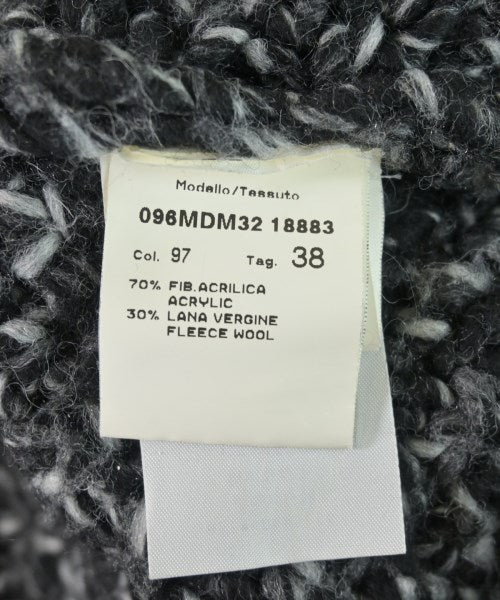 Modello/Tessuto
096MDM32 18883
Col. 97 Tag. 38
70% FIB.ACRILICA
ACRYLIC
30% LANA VERGINE
FLEECE WOOL